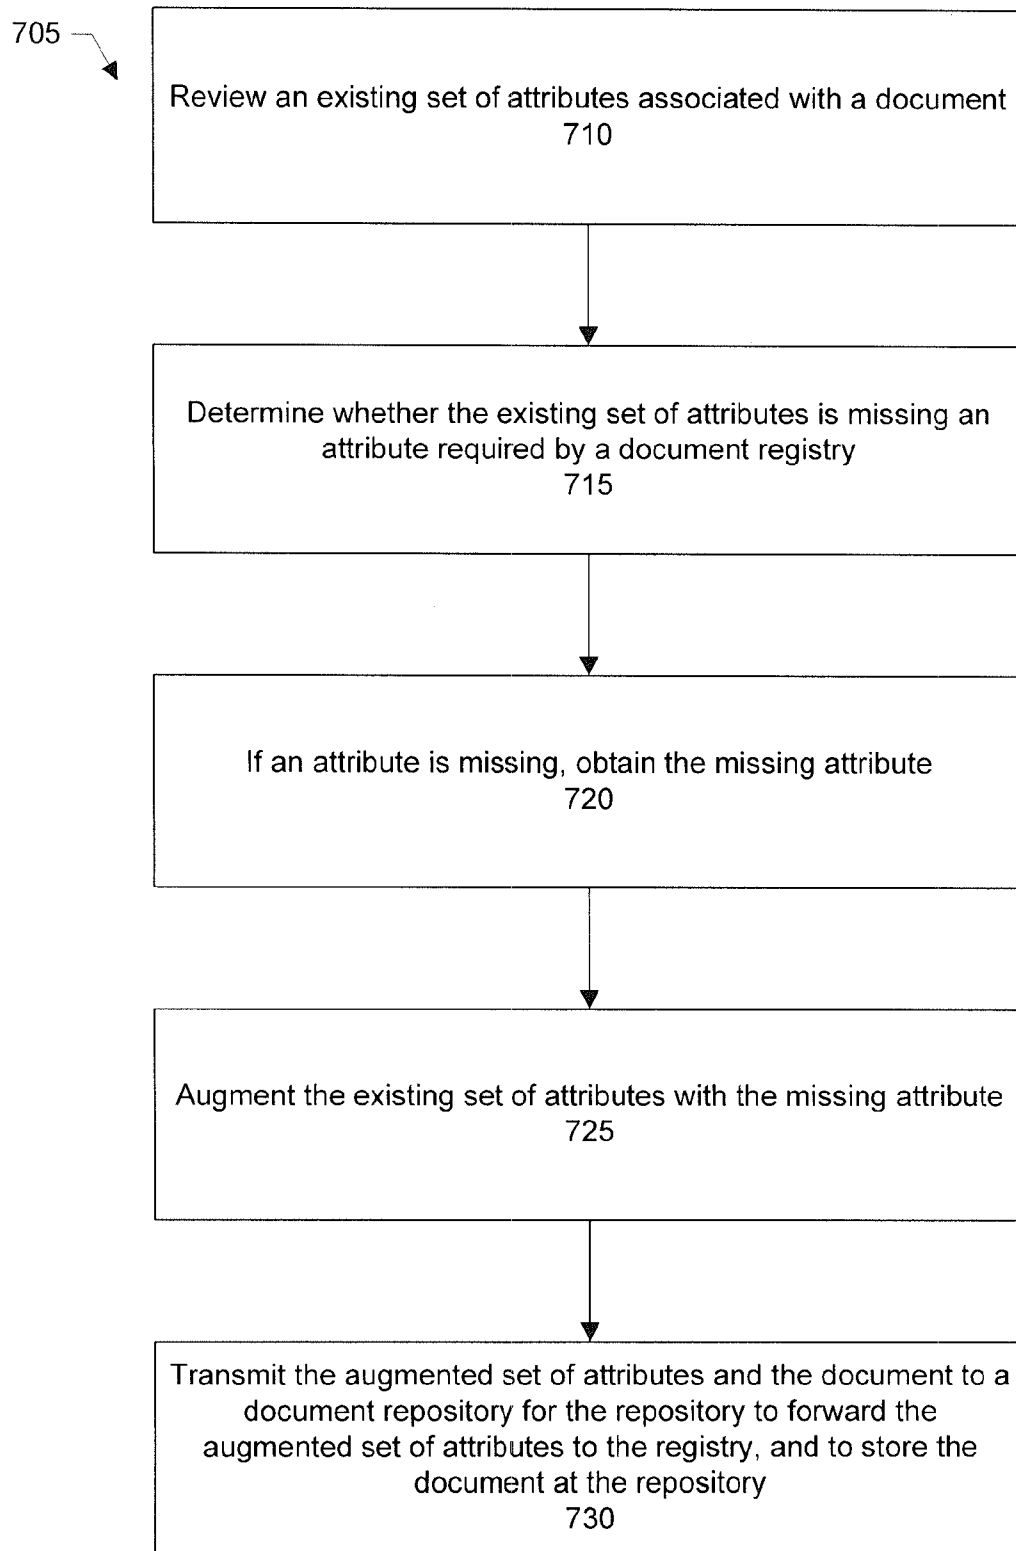 705
Review an existing set of attributes associated with a document
710
Determine whether the existing set of attributes is missing an
attribute required by a document registry
715
If an attribute is missing, obtain the missing attribute
720
Augment the existing set of attributes with the missing attribute
725
Transmit the augmented set of attributes and the document to a
document repository for the repository to forward the
augmented set of attributes to the registry, and to store the
document at the repository
730